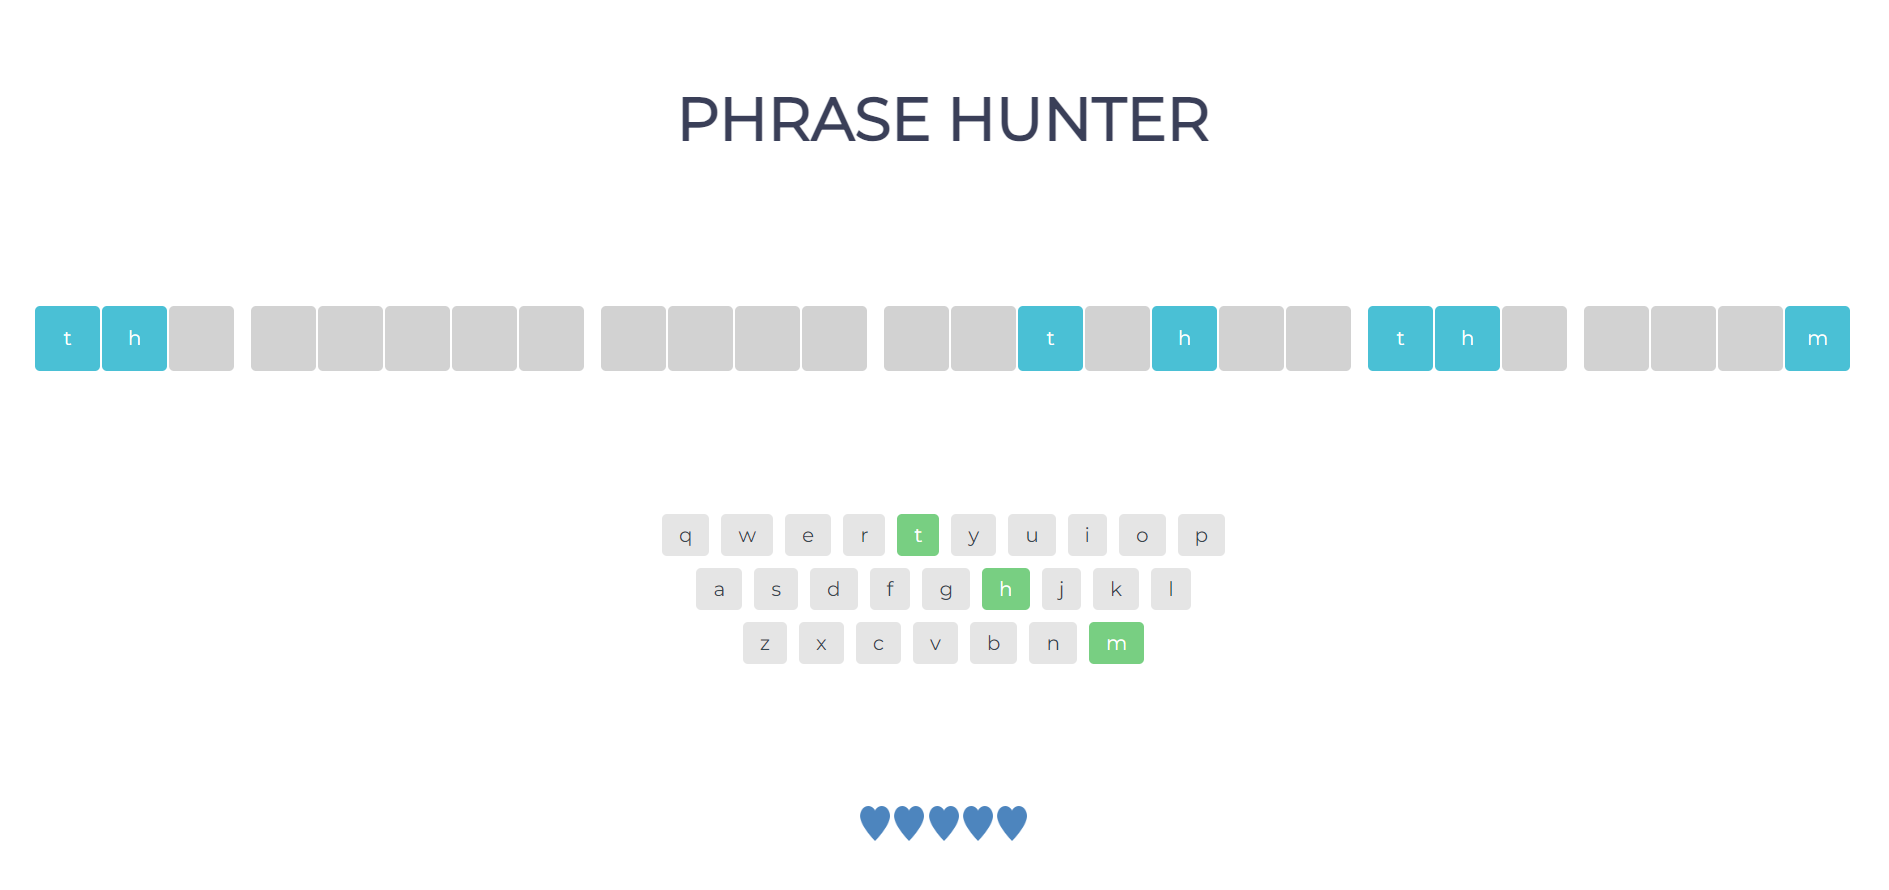 PHRASE HUNTER
t h t h t h m
q w e r t y u i o p
a s d f g h j k l
z x c v b n m